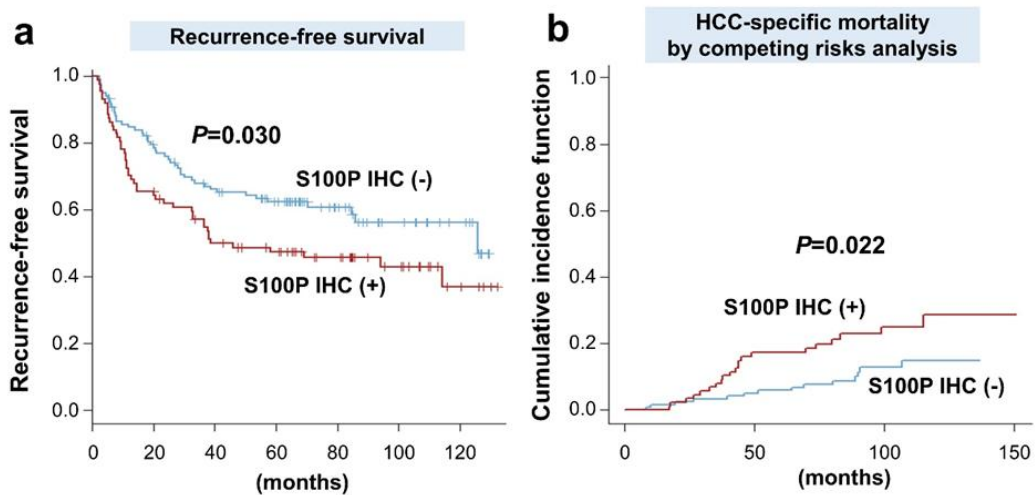 a
Recurrence-free survival
Recurrence-free survival
1.0
0.8
0.6
0.4
0.2
0.0
P=0.030
S100P IHC (-)
S100P IHC (+)
0 20 40 60 80 100 120
(months)
b
HCC-specific mortality
by competing risks analysis
Cumulative incidence function
1.0
0.8
0.6
0.4
0.2
0.0
P=0.022
S100P IHC (+)
S100P IHC (-)
0 50 100 150
(months)